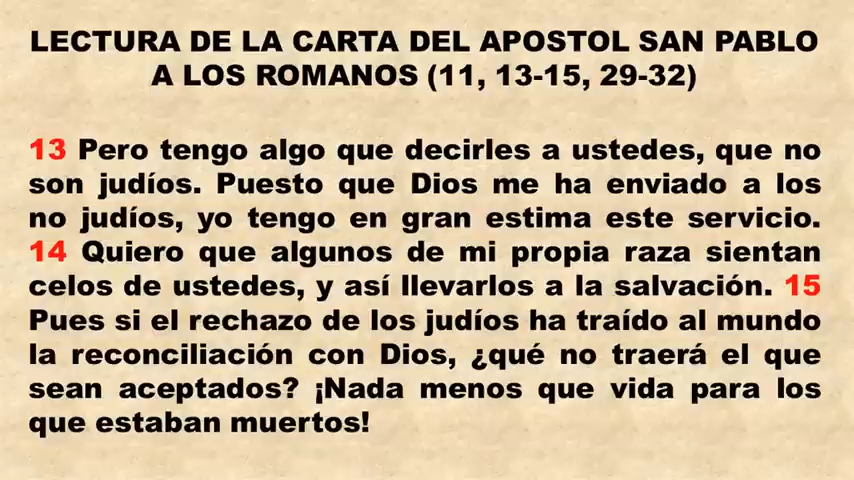 LECTURA DE LA CARTA DEL APOSTOL SAN PABLO
A LOS ROMANOS (11, 13-15, 29-32)
13 Pero tengo algo que decirles a ustedes, que no
son judíos. Puesto que Dios me ha enviado a los
no judíos, yo tengo en gran estima este servicio.
14 Quiero que algunos de mi propia raza sientan
celos de ustedes, y así llevarlos a la salvación. 15
Pues si el rechazo de los judíos ha traído al mundo
la reconciliación con Dios, ¿qué no traerá el que
sean aceptados? ¡Nada menos que vida para los
que estaban muertos!